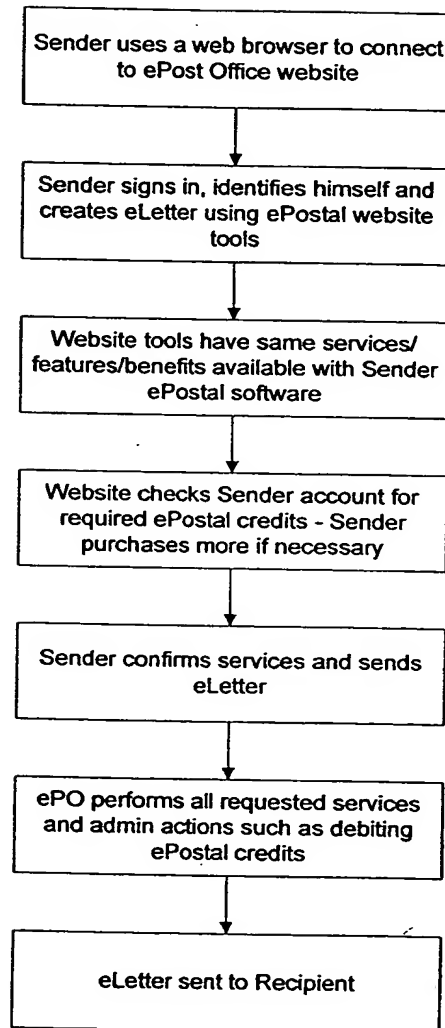 Sender uses a web browser to connect
to ePost Office website
Sender signs in, identifies himself and
creates eLetter using ePostal website
tools
Website tools have same services/
features/benefits available with Sender
ePostal software
Website checks Sender account for
required ePostal credits - Sender
purchases more if necessary
Sender confirms services and sends
eLetter
ePO performs all requested services
and admin actions such as debiting
ePostal credits
eLetter sent to Recipient